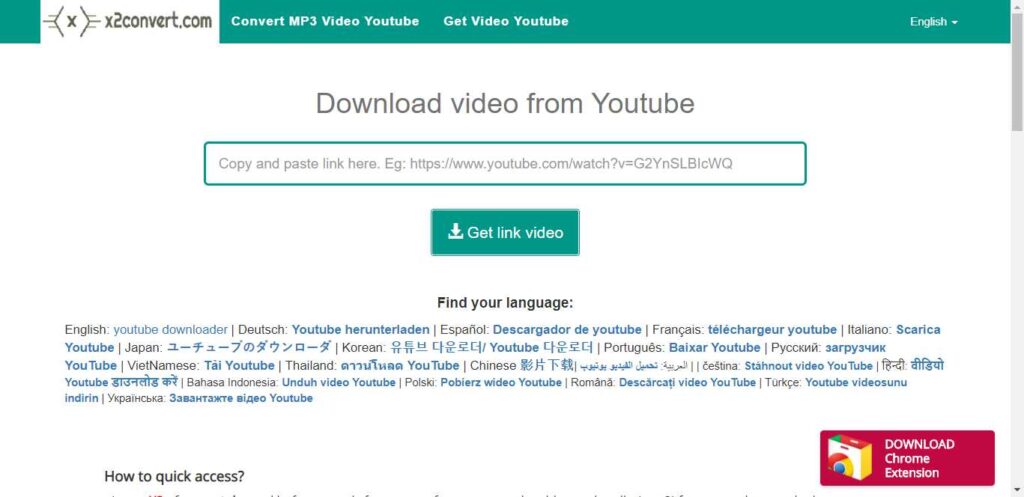 x x2convert.com Convert MP3 Video Youtube Get Video Youtube English
Download video from Youtube
Copy and paste link here. Eg: https://www.youtube.com/watch?v=G2YnSLBIcWQ
Get link video
Find your language:
English: youtube downloader | Deutsch: Youtube herunterladen | Español: Descargador de youtube | Français: téléchargeur youtube | Italiano: Scarica
Youtube | Japan: ユーチューブのダウンローダ | Korean: 유튜브 다운로더/ Youtube 다운로더 | Português: Baixar Youtube | Русский: загрузчик
YouTube | VietNamese: Tải Youtube | Thailand: ดาวน์โหลด YouTube | Chinese 影片下载| العربية: تحميل الفيديو يوتيوب | | čeština: Stáhnout video YouTube | हिन्दी: वीडियो
Youtube डाउनलोड करें | Bahasa Indonesia: Unduh video Youtube | Polski: Pobierz wideo Youtube | Română: Descărcați video YouTube | Türkçe: Youtube videosunu
indirin | Українська: Завантажте відео Youtube
DOWNLOAD
Chrome
Extension
How to quick access?